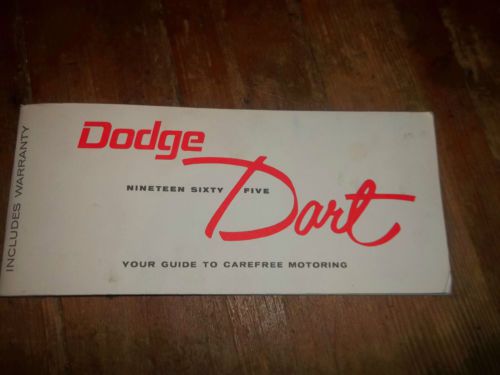 INCLUDES WARRANTY
Dodge
NINETEEN SIXTY FIVE
Dart
YOUR GUIDE TO CAREFREE MOTORING